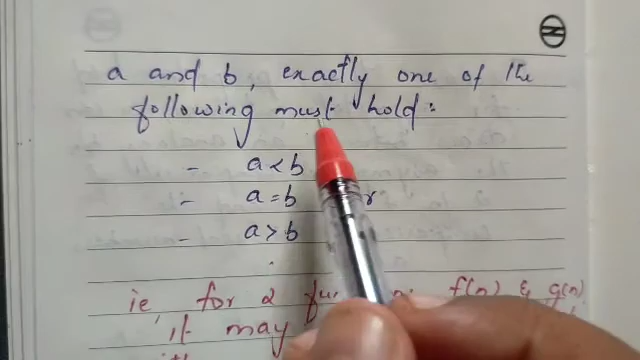 a and b, exactly one of the
following must hold:
- a < b
- a = b r
- a > b
ie, for 2 f(n) & g(n)
it may